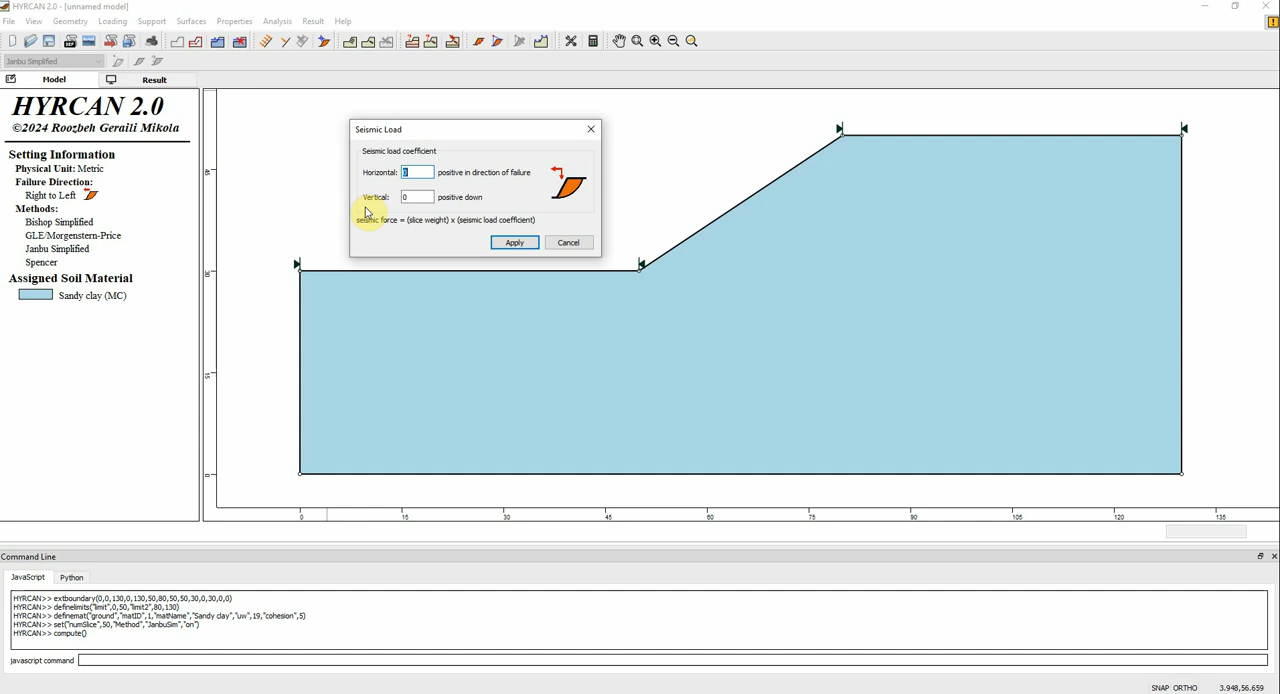 HYRCAN 2.0 - [unnamed model]
File View Geometry Loading Support Surfaces Properties Analysis Result Help
Janbu Simplified
Model Result
HYRCAN 2.0
©2024 Roozbeh Geraili Mikola
Setting Information
Physical Unit: Metric
Failure Direction:
Right to Left
Methods:
Bishop Simplified
GLE/Morgenstern-Price
Janbu Simplified
Spencer
Assigned Soil Material
Sandy clay (MC)
Seismic Load
Seismic load coefficient
Horizontal: 0 positive in direction of failure
Vertical: 0 positive down
seismic force = (slice weight) x (seismic load coefficient)
Apply Cancel
45
30
15
0
0 15 30 45 60 75 90 105 120 135
Command Line
JavaScript Python
HYRCAN>> extboundary(0,0,130,0,130,50,80,50,50,30,0,30,0,0)
HYRCAN>> definelimits("limit",0,50,"limit2",80,130)
HYRCAN>> definemat("ground","matID",1,"matName","Sandy clay","uw",19,"cohesion",5)
HYRCAN>> set("numSlice",50,"Method","JanbuSim","on")
HYRCAN>> compute()
javascript command
SNAP ORTHO 3.948,56.659